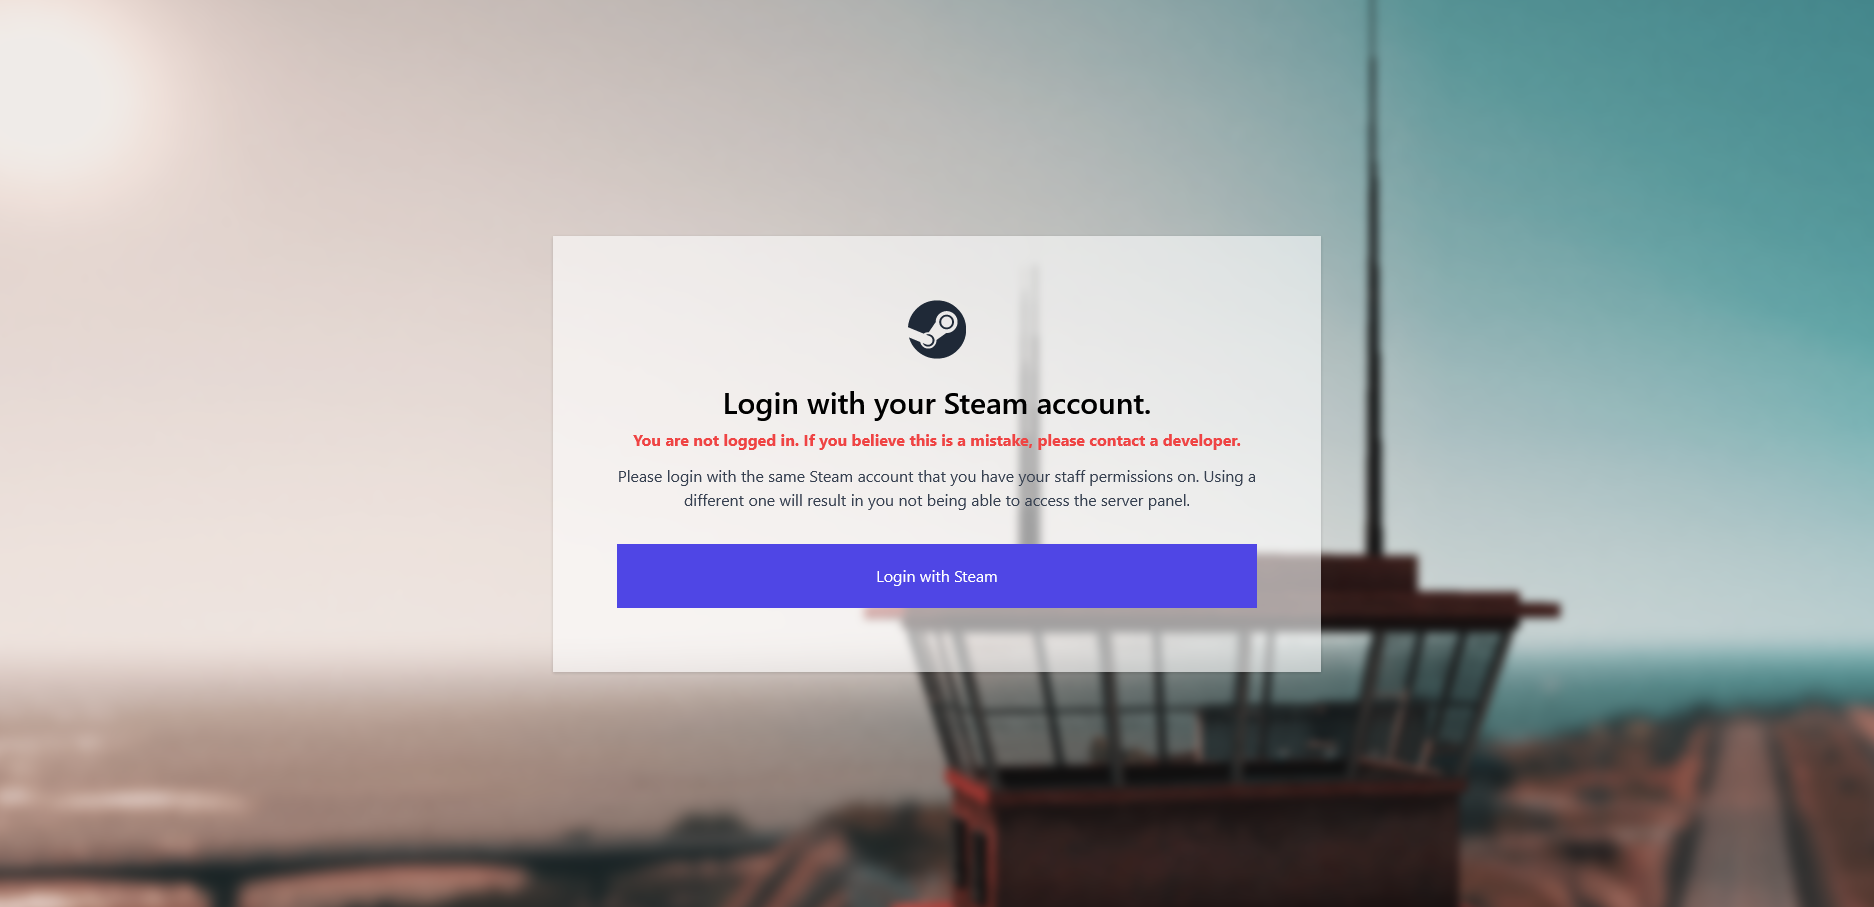 Login with your Steam account.
You are not logged in. If you believe this is a mistake, please contact a developer.
Please login with the same Steam account that you have your staff permissions on. Using a
different one will result in you not being able to access the server panel.
Login with Steam